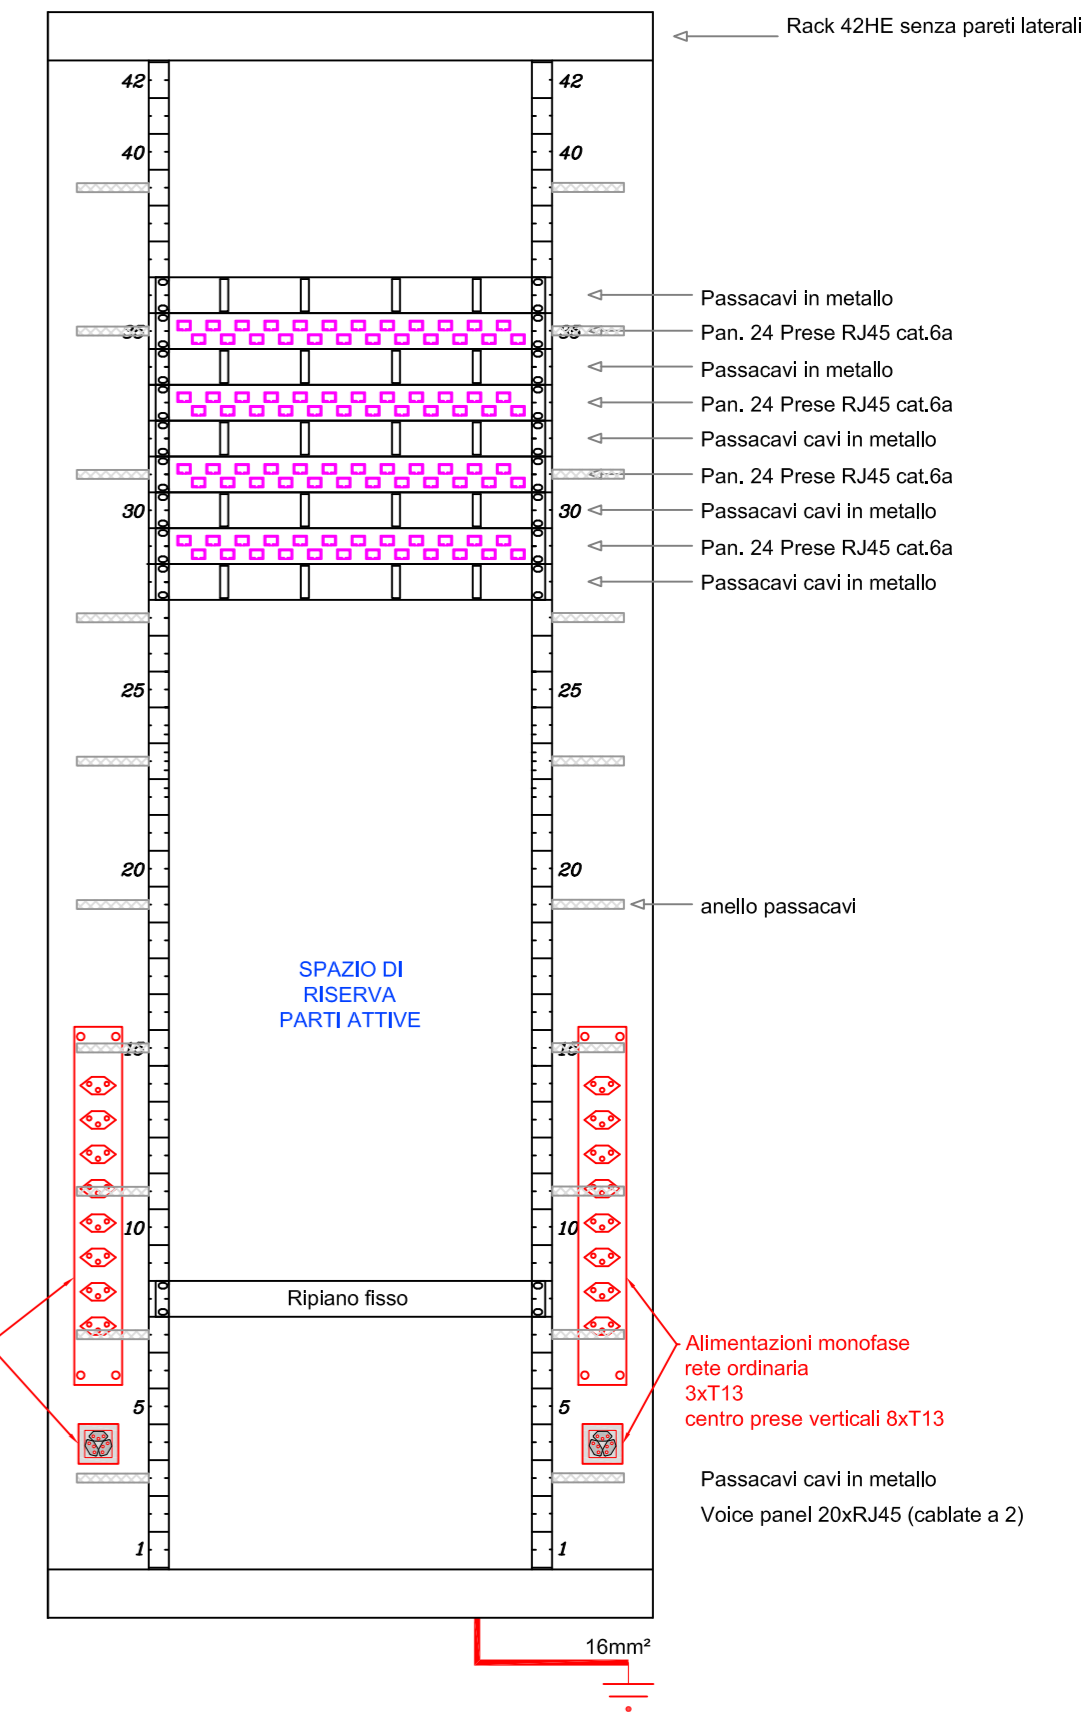 Rack 42HE senza pareti laterali
42 42
40 40
Passacavi in metallo
35 35 Pan. 24 Prese RJ45 cat.6a
Passacavi in metallo
Pan. 24 Prese RJ45 cat.6a
Passacavi cavi in metallo
Pan. 24 Prese RJ45 cat.6a
30 30 Passacavi cavi in metallo
Pan. 24 Prese RJ45 cat.6a
Passacavi cavi in metallo
25 25
20 20
anello passacavi
SPAZIO DI
RISERVA
PARTI ATTIVE
15 15
10 10
Ripiano fisso
Alimentazioni monofase
rete ordinaria
3xT13
centro prese verticali 8xT13
5 5
Passacavi cavi in metallo
Voice panel 20xRJ45 (cablate a 2)
1 1
16mm²